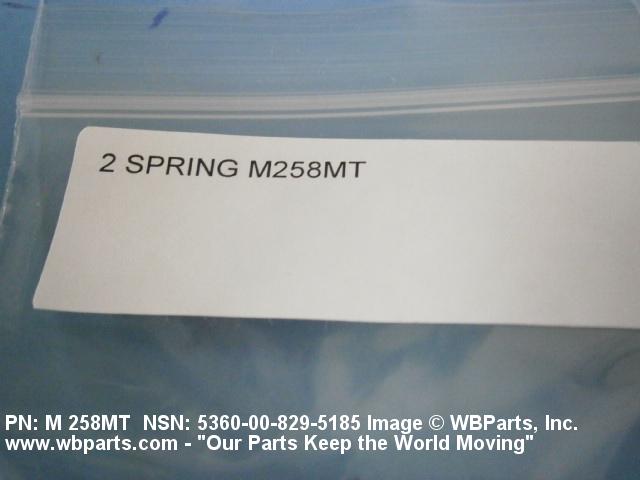 2 SPRING M258MT
PN: M 258MT  NSN: 5360-00-829-5185 Image © WBParts, Inc.
www.wbparts.com - "Our Parts Keep the World Moving"